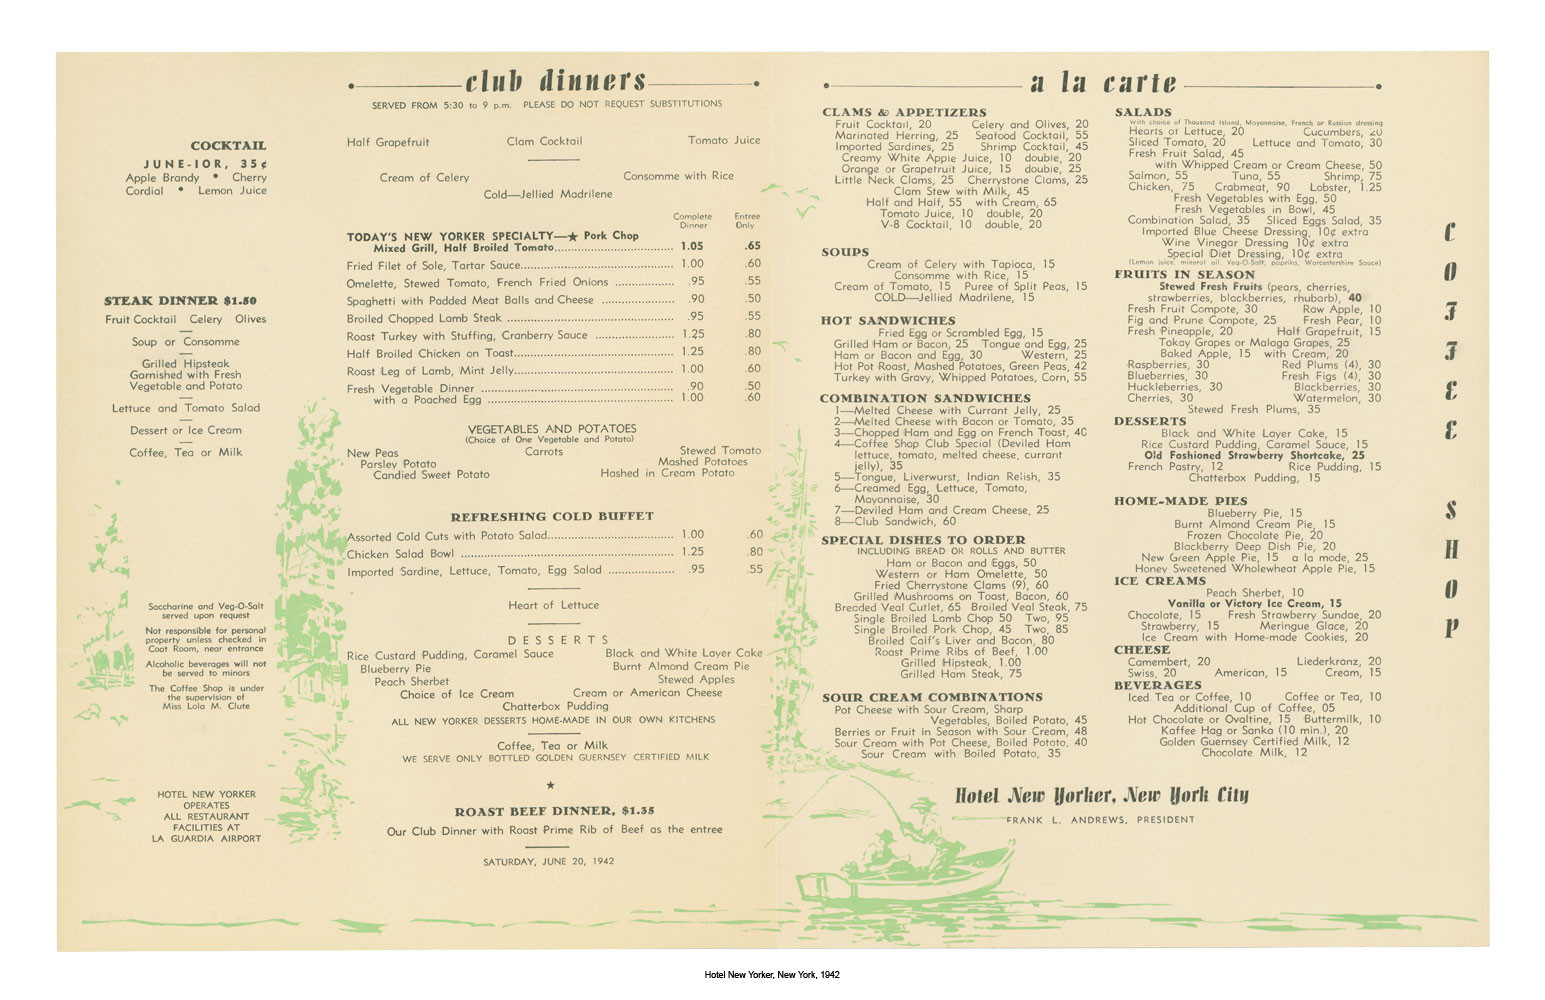 COCKTAIL
JUNE-IOR, 35¢
Apple Brandy • Cherry
Cordial • Lemon Juice
STEAK DINNER $1.50
Fruit Cocktail Celery Olives
Soup or Consomme
Grilled Hipsteak
Garnished with Fresh
Vegetable and Potato
Lettuce and Tomato Salad
Dessert or Ice Cream
Coffee, Tea or Milk
Saccharine and Veg-O-Salt
served upon request
Not responsible for personal
property unless checked in
Coat Room, near entrance
Alcoholic beverages will not
be served to minors
The Coffee Shop is under
the supervision of
Miss Lola M. Clute
HOTEL NEW YORKER
OPERATES
ALL RESTAURANT
FACILITIES AT
LA GUARDIA AIRPORT
club dinners
SERVED FROM 5:30 to 9 p.m. PLEASE DO NOT REQUEST SUBSTITUTIONS
Half Grapefruit Clam Cocktail Tomato Juice
Cream of Celery Consomme with Rice
Cold—Jellied Madrilene
Complete Entree
Dinner Only
TODAY'S NEW YORKER SPECIALTY—★ Pork Chop
Mixed Grill, Half Broiled Tomato 1.05 .65
Fried Filet of Sole, Tartar Sauce 1.00 .60
Omelette, Stewed Tomato, French Fried Onions .95 .55
Spaghetti with Padded Meat Balls and Cheese .90 .50
Broiled Chopped Lamb Steak .95 .55
Roast Turkey with Stuffing, Cranberry Sauce 1.25 .80
Half Broiled Chicken on Toast 1.25 .80
Roast Leg of Lamb, Mint Jelly 1.00 .60
Fresh Vegetable Dinner .90 .50
with a Poached Egg 1.00 .60
VEGETABLES AND POTATOES
(Choice of One Vegetable and Potato)
New Peas Carrots Stewed Tomato
Parsley Potato Mashed Potatoes
Candied Sweet Potato Hashed in Cream Potato
REFRESHING COLD BUFFET
Assorted Cold Cuts with Potato Salad 1.00 .60
Chicken Salad Bowl 1.25 .80
Imported Sardine, Lettuce, Tomato, Egg Salad .95 .55
Heart of Lettuce
DESSERTS
Rice Custard Pudding, Caramel Sauce Black and White Layer Cake
Blueberry Pie Burnt Almond Cream Pie
Peach Sherbet Stewed Apples
Choice of Ice Cream Cream or American Cheese
Chatterbox Pudding
ALL NEW YORKER DESSERTS HOME-MADE IN OUR OWN KITCHENS
Coffee, Tea or Milk
WE SERVE ONLY BOTTLED GOLDEN GUERNSEY CERTIFIED MILK
★
ROAST BEEF DINNER, $1.35
Our Club Dinner with Roast Prime Rib of Beef as the entree
SATURDAY, JUNE 20, 1942
a la carte
CLAMS & APPETIZERS
Fruit Cocktail, 20 Celery and Olives, 20
Marinated Herring, 25 Seafood Cocktail, 55
Imported Sardines, 25 Shrimp Cocktail, 45
Creamy White Apple Juice, 10 double, 20
Orange or Grapefruit Juice, 15 double, 25
Little Neck Clams, 25 Cherrystone Clams, 25
Clam Stew with Milk, 45
Half and Half, 55 with Cream, 65
Tomato Juice, 10 double, 20
V-8 Cocktail, 10 double, 20
SOUPS
Cream of Celery with Tapioca, 15
Consomme with Rice, 15
Cream of Tomato, 15 Puree of Split Peas, 15
COLD—Jellied Madrilene, 15
HOT SANDWICHES
Fried Egg or Scrambled Egg, 15
Grilled Ham or Bacon, 25 Tongue and Egg, 25
Ham or Bacon and Egg, 30 Western, 25
Hot Pot Roast, Mashed Potatoes, Green Peas, 42
Turkey with Gravy, Whipped Potatoes, Corn, 55
COMBINATION SANDWICHES
1—Melted Cheese with Currant Jelly, 25
2—Melted Cheese with Bacon or Tomato, 35
3—Chopped Ham and Egg on French Toast, 40
4—Coffee Shop Club Special (Deviled Ham
lettuce, tomato, melted cheese, currant
jelly), 35
5—Tongue, Liverwurst, Indian Relish, 35
6—Creamed Egg, Lettuce, Tomato,
Mayonnaise, 30
7—Deviled Ham and Cream Cheese, 25
8—Club Sandwich, 60
SPECIAL DISHES TO ORDER
INCLUDING BREAD OR ROLLS AND BUTTER
Ham or Bacon and Eggs, 50
Western or Ham Omelette, 50
Fried Cherrystone Clams (9), 60
Grilled Mushrooms on Toast, Bacon, 60
Breaded Veal Cutlet, 65 Broiled Veal Steak, 75
Single Broiled Lamb Chop 50 Two, 95
Single Broiled Pork Chop, 45 Two, 85
Broiled Calf's Liver and Bacon, 80
Roast Prime Ribs of Beef, 1.00
Grilled Hipsteak, 1.00
Grilled Ham Steak, 75
SOUR CREAM COMBINATIONS
Pot Cheese with Sour Cream, Sharp
Vegetables, Boiled Potato, 45
Berries or Fruit in Season with Sour Cream, 48
Sour Cream with Pot Cheese, Boiled Potato, 40
Sour Cream with Boiled Potato, 35
SALADS
With choice of Thousand Island, Mayonnaise, French or Russian dressing
Hearts of Lettuce, 20 Cucumbers, 20
Sliced Tomato, 20 Lettuce and Tomato, 30
Fresh Fruit Salad, 45
with Whipped Cream or Cream Cheese, 50
Salmon, 55 Tuna, 55 Shrimp, 75
Chicken, 75 Crabmeat, 90 Lobster, 1.25
Fresh Vegetables with Egg, 50
Fresh Vegetables in Bowl, 45
Combination Salad, 35 Sliced Eggs Salad, 35
Imported Blue Cheese Dressing, 10¢ extra
Wine Vinegar Dressing 10¢ extra
Special Diet Dressing, 10¢ extra
(Lemon juice, mineral oil, Veg-O-Salt, paprika, Worcestershire Sauce)
FRUITS IN SEASON
Stewed Fresh Fruits (pears, cherries,
strawberries, blackberries, rhubarb), 40
Fresh Fruit Compote, 30 Raw Apple, 10
Fig and Prune Compote, 25 Fresh Pear, 10
Fresh Pineapple, 20 Half Grapefruit, 15
Tokay Grapes or Malaga Grapes, 25
Baked Apple, 15 with Cream, 20
Raspberries, 30 Red Plums (4), 30
Blueberries, 30 Fresh Figs (4), 30
Huckleberries, 30 Blackberries, 30
Cherries, 30 Watermelon, 30
Stewed Fresh Plums, 35
DESSERTS
Black and White Layer Cake, 15
Rice Custard Pudding, Caramel Sauce, 15
Old Fashioned Strawberry Shortcake, 25
French Pastry, 12 Rice Pudding, 15
Chatterbox Pudding, 15
HOME-MADE PIES
Blueberry Pie, 15
Burnt Almond Cream Pie, 15
Frozen Chocolate Pie, 20
Blackberry Deep Dish Pie, 20
New Green Apple Pie, 15 a la mode, 25
Honey Sweetened Wholewheat Apple Pie, 15
ICE CREAMS
Peach Sherbet, 10
Vanilla or Victory Ice Cream, 15
Chocolate, 15 Fresh Strawberry Sundae, 20
Strawberry, 15 Meringue Glace, 20
Ice Cream with Home-made Cookies, 20
CHEESE
Camembert, 20 Liederkranz, 20
Swiss, 20 American, 15 Cream, 15
BEVERAGES
Iced Tea or Coffee, 10 Coffee or Tea, 10
Additional Cup of Coffee, 05
Hot Chocolate or Ovaltine, 15 Buttermilk, 10
Kaffee Hag or Sanka (10 min.), 20
Golden Guernsey Certified Milk, 12
Chocolate Milk, 12
Hotel New Yorker, New York City
FRANK L. ANDREWS, PRESIDENT
COFFEE SHOP
Hotel New Yorker, New York, 1942